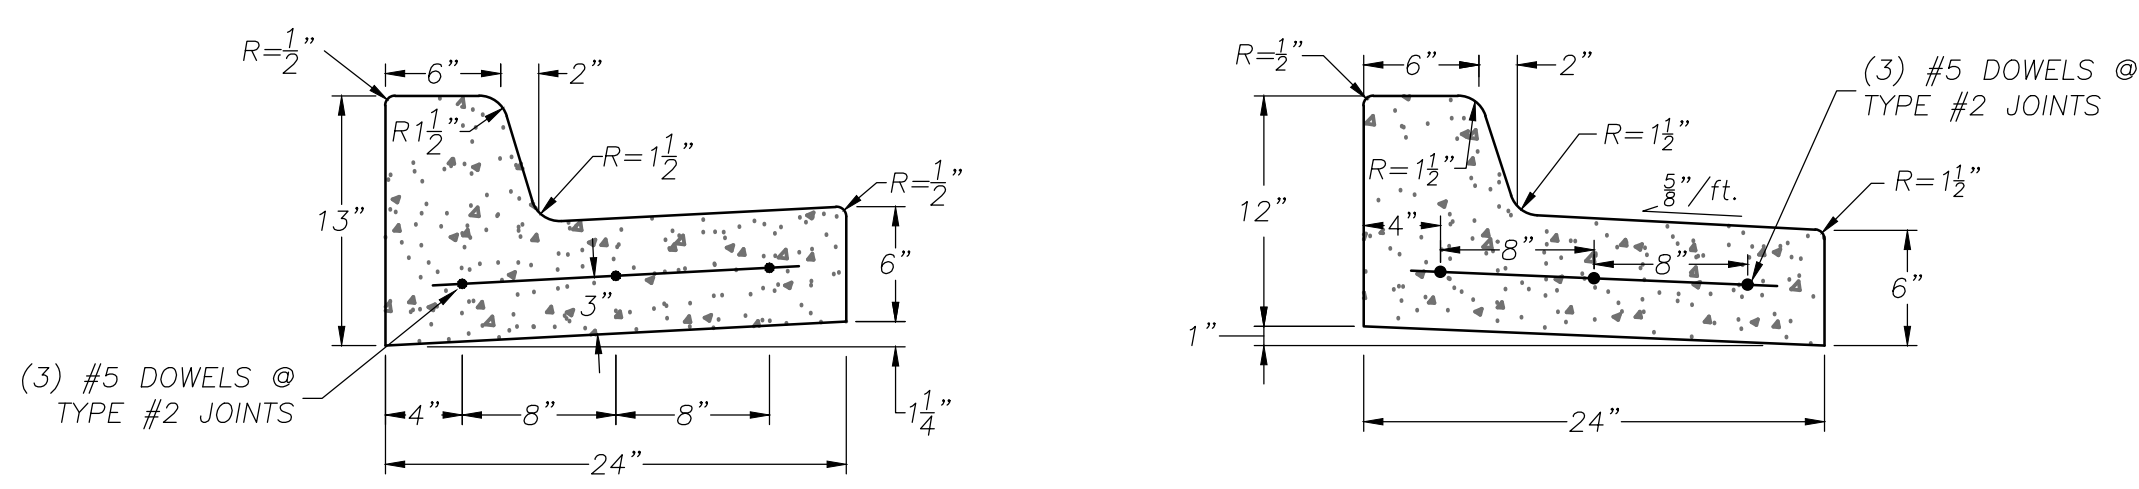 R=1/2"
6"
2"
R1 1/2"
R=1 1/2"
R=1/2"
13"
6"
3"
(3) #5 DOWELS @
TYPE #2 JOINTS
4"
8"
8"
1 1/4"
24"
R=1/2"
6"
2"
(3) #5 DOWELS @
TYPE #2 JOINTS
R=1 1/2"
R=1 1/2"
5/8"/ft.
R=1 1/2"
12"
4"
8"
8"
6"
1"
24"